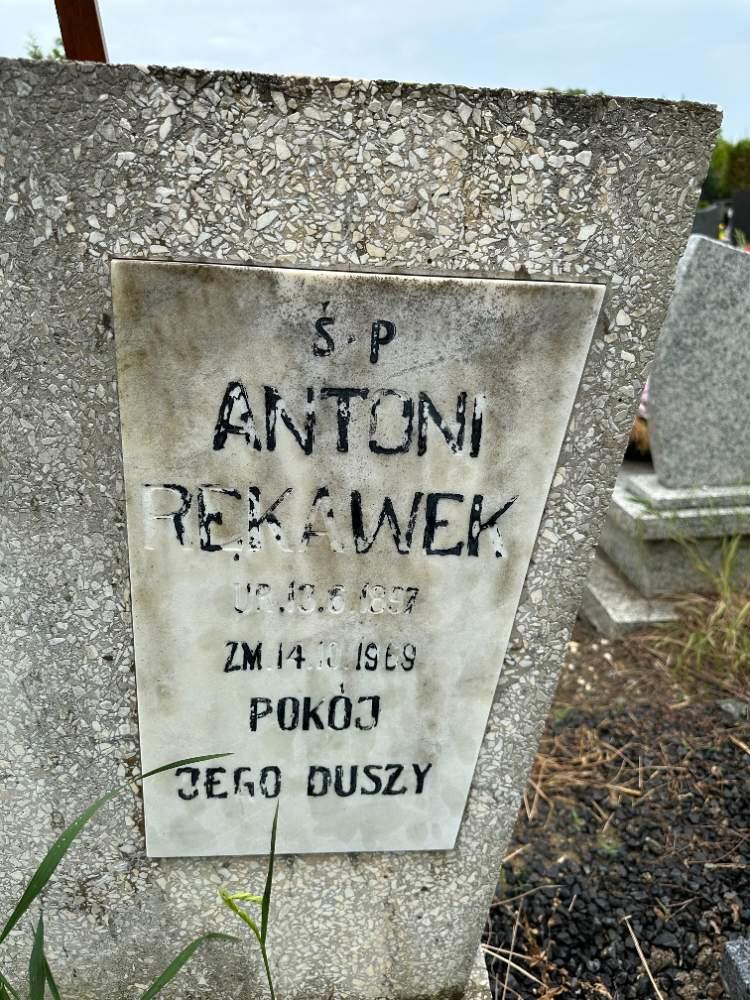 Ś.P
ANTONI
RĘKAWEK
UR.13.6.1897
ZM.14.10.1969
POKÓJ
JEGO DUSZY